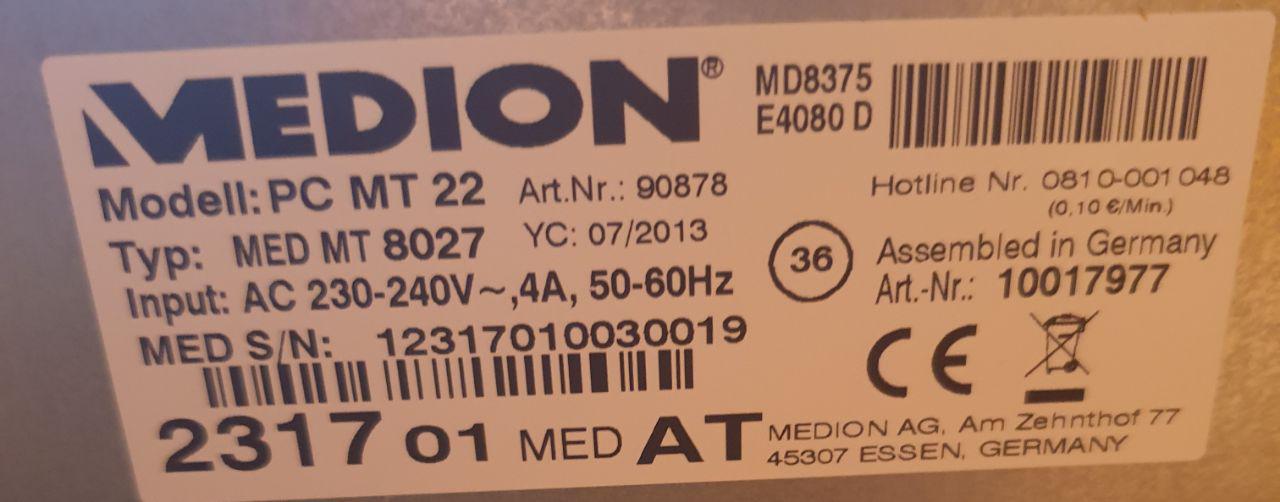 MEDION®
MD8375
E4080 D
Modell: PC MT 22
Art.Nr.: 90878
Hotline Nr. 0810-001 048
(0,10 €/Min.)
Typ: MED MT 8027
YC: 07/2013
36
Assembled in Germany
Input: AC 230-240V~,4A, 50-60Hz
Art.-Nr.: 10017977
MED S/N: 12317010030019
CE
2317 01 MED AT
MEDION AG, Am Zehnthof 77
45307 ESSEN, GERMANY